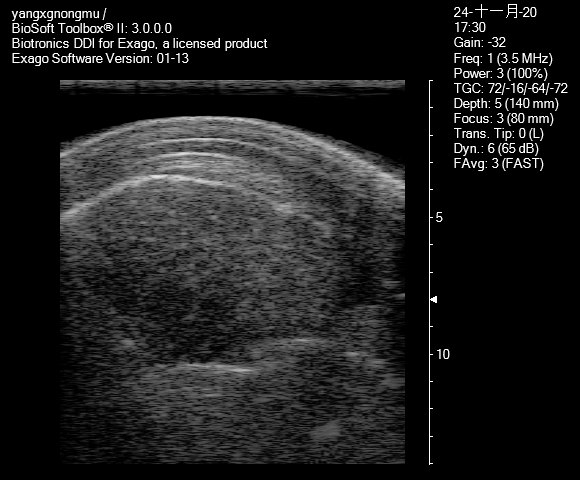 yangxgnongmu /
BioSoft Toolbox® II: 3.0.0.0
Biotronics DDI for Exago, a licensed product
Exago Software Version: 01-13
24-十一月-20
17:30
Gain: -32
Freq: 1 (3.5 MHz)
Power: 3 (100%)
TGC: 72/-16/-64/-72
Depth: 5 (140 mm)
Focus: 3 (80 mm)
Trans. Tip: 0 (L)
Dyn.: 6 (65 dB)
FAvg: 3 (FAST)
5
10